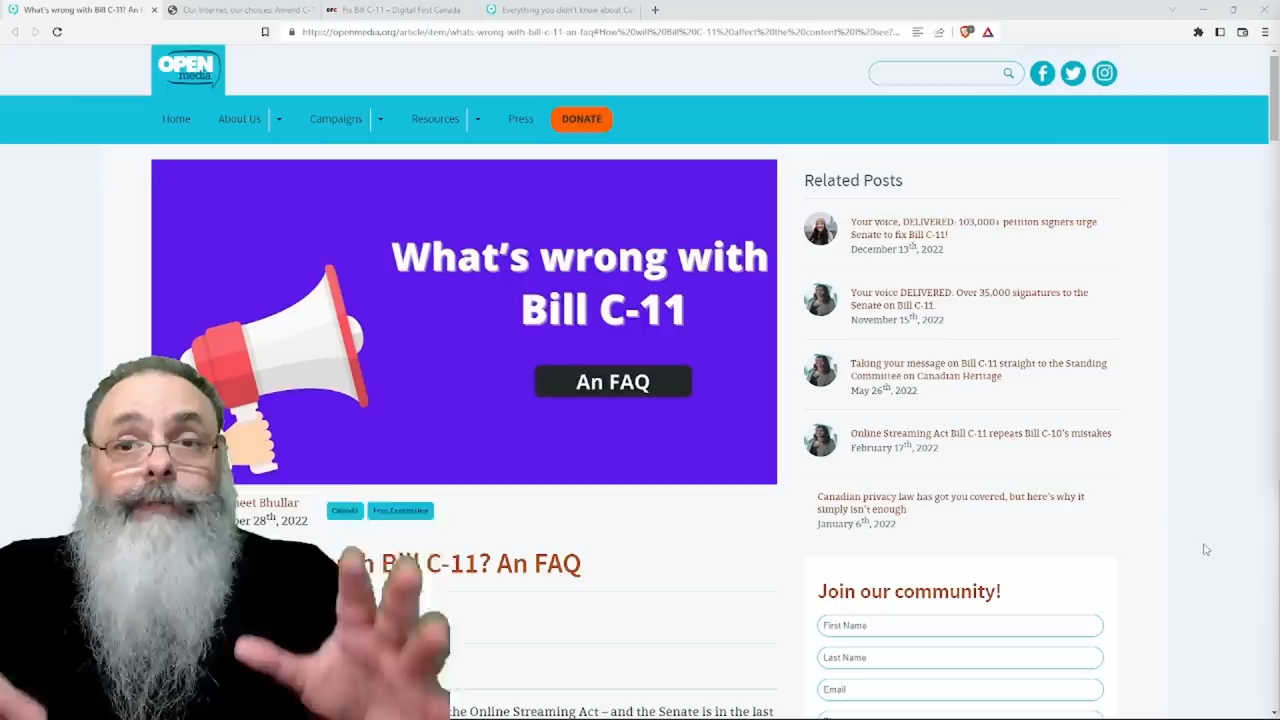 What's wrong with Bill C-11? An F
Our Internet, our choices! Amend C-1
Fix Bill C-11 – Digital First Canada
Everything you didn't know about Ca
https://openmedia.org/article/item/whats-wrong-with-bill-c-11-an-faq#How%20will%20Bill%20C-11%20affect%20the%20content%20I%20see?...
OPEN
media
Home
About Us
Campaigns
Resources
Press
DONATE
What's wrong with
Bill C-11
An FAQ
Related Posts
Your voice, DELIVERED: 103,000+ petition signers urge
Senate to fix Bill C-11!
December 13th, 2022
Your voice DELIVERED. Over 35,000 signatures to the
Senate on Bill C-11.
November 15th, 2022
Taking your message on Bill C-11 straight to the Standing
Committee on Canadian Heritage
May 26th, 2022
Online Streaming Act Bill C-11 repeats Bill C-10's mistakes
February 17th, 2022
Canadian privacy law has got you covered, but here's why it
simply isn't enough
January 6th, 2022
neet Bhullar
ber 28th, 2022
Canada
Free Expression
h Bill C-11? An FAQ
the Online Streaming Act – and the Senate is in the last
Join our community!
First Name
Last Name
Email